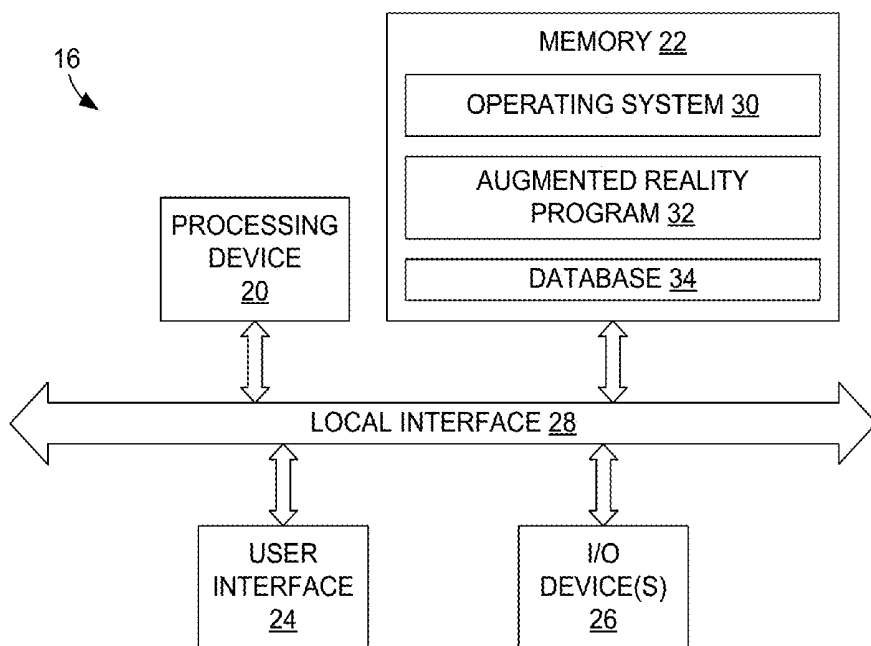 16
MEMORY 22
OPERATING SYSTEM 30
AUGMENTED REALITY
PROGRAM 32
DATABASE 34
PROCESSING
DEVICE
20
LOCAL INTERFACE 28
USER
INTERFACE
24
I/O
DEVICE(S)
26